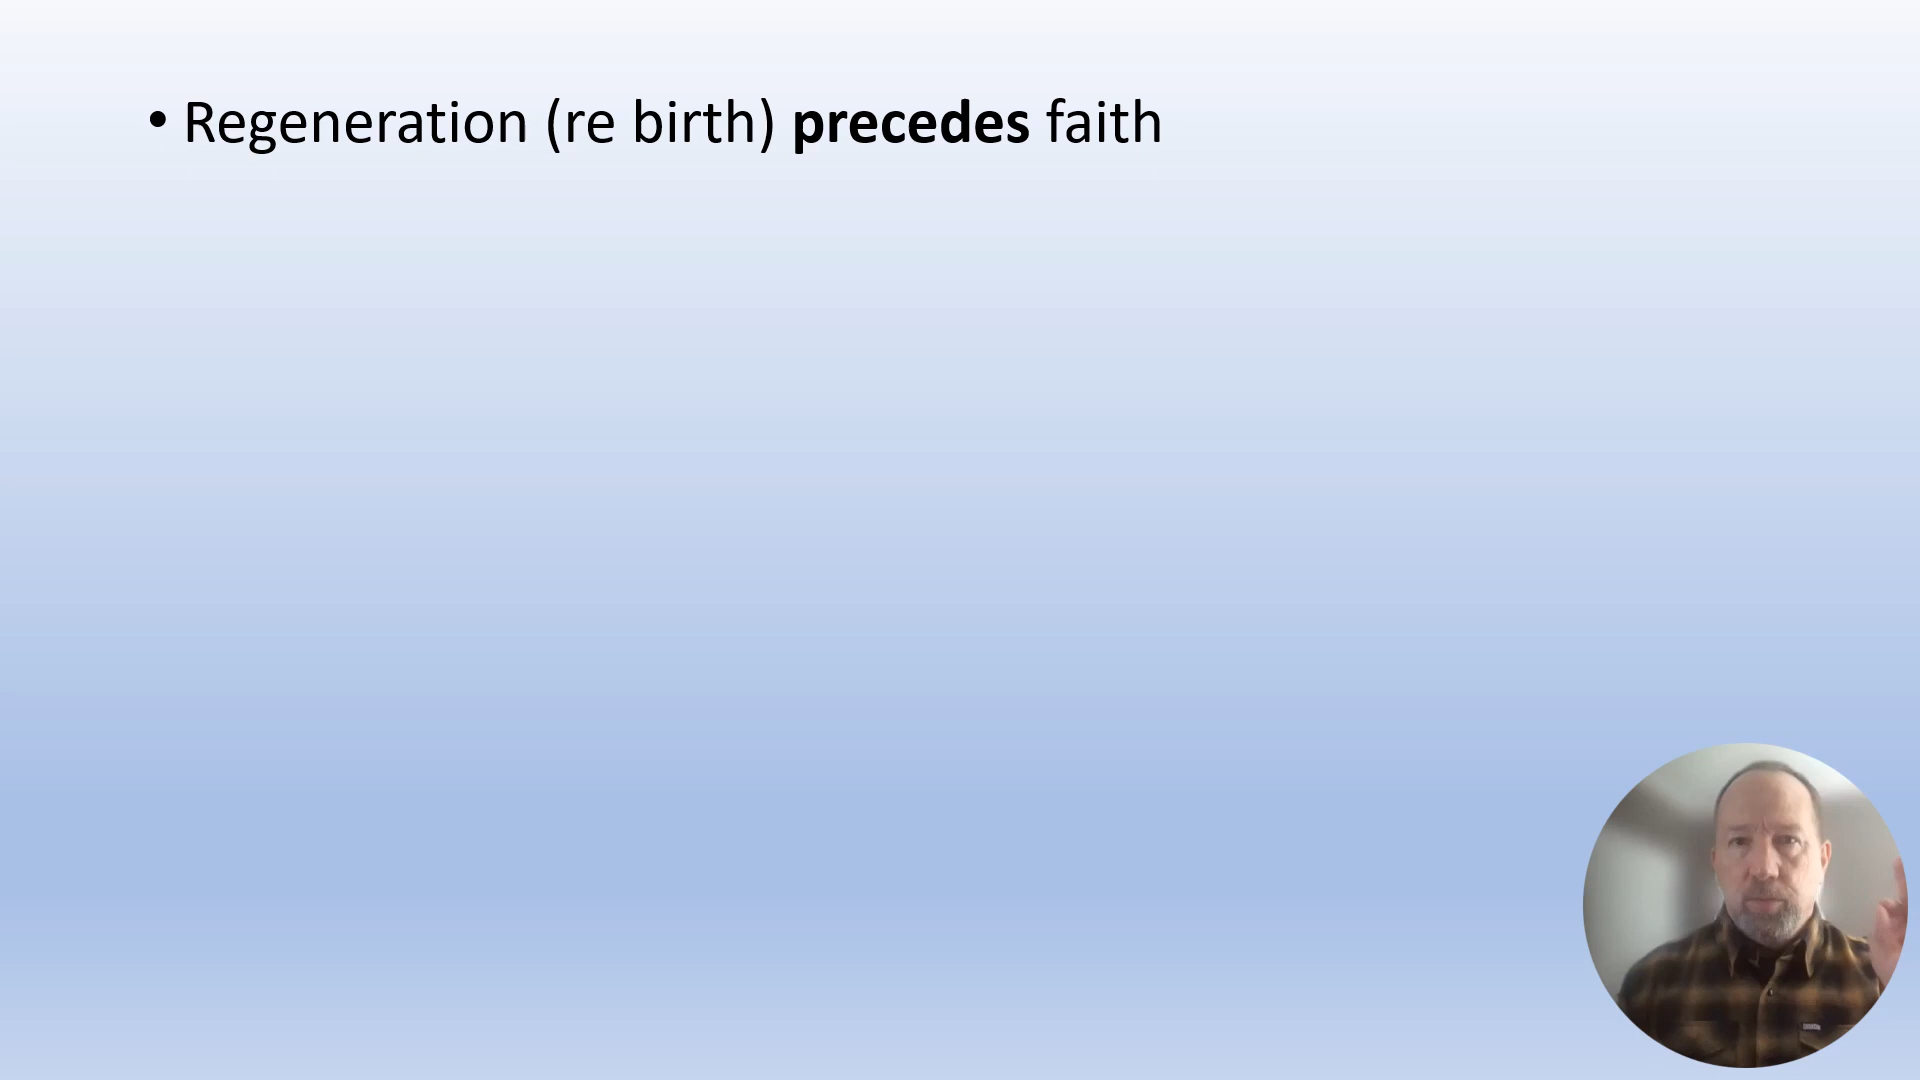 • Regeneration (re birth) precedes faith